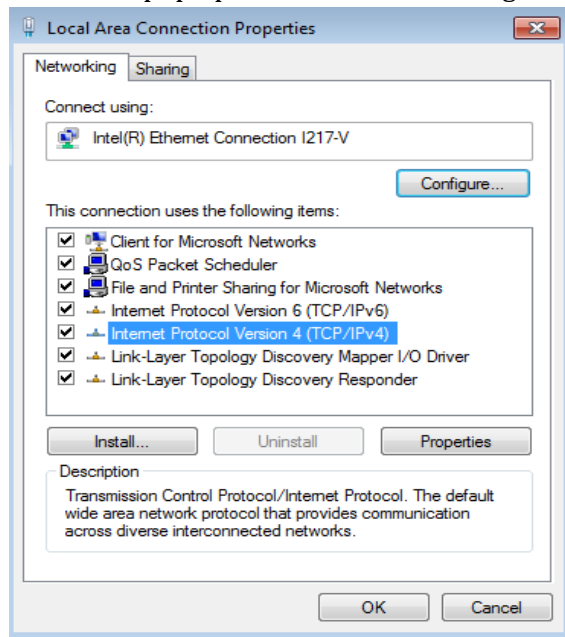 Local Area Connection Properties
Networking
Sharing
Connect using:
Intel(R) Ethernet Connection I217-V
Configure...
This connection uses the following items:
Client for Microsoft Networks
QoS Packet Scheduler
File and Printer Sharing for Microsoft Networks
Internet Protocol Version 6 (TCP/IPv6)
Internet Protocol Version 4 (TCP/IPv4)
Link-Layer Topology Discovery Mapper I/O Driver
Link-Layer Topology Discovery Responder
Install...
Uninstall
Properties
Description
Transmission Control Protocol/Internet Protocol. The default
wide area network protocol that provides communication
across diverse interconnected networks.
OK
Cancel